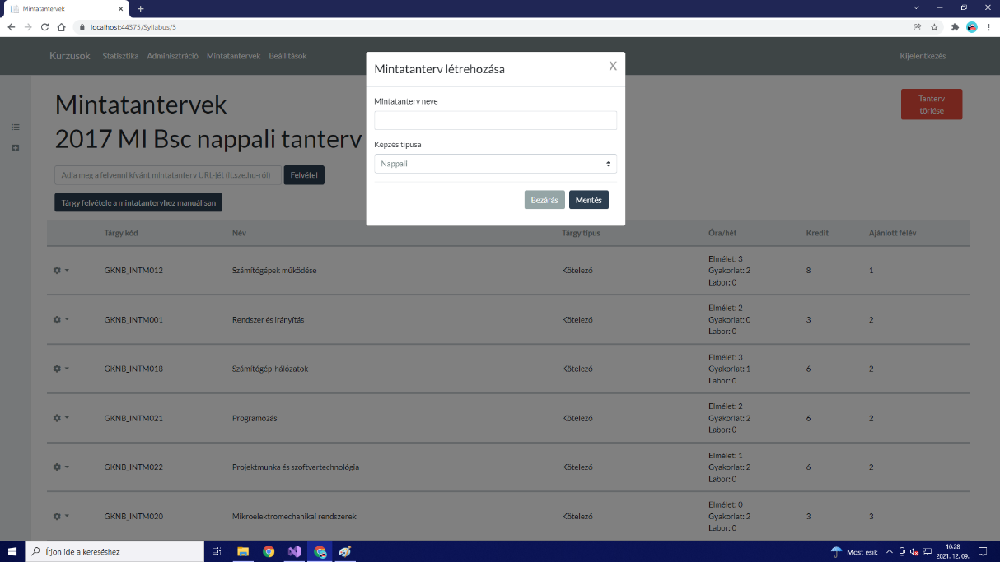 Mintatantervek
localhost:44375/Syllabus/3
Kurzusok Statisztika Adminisztráció Mintatantervek Beállítások Kijelentkezés
Mintatanterv létrehozása X
Mintatanterv neve
Képzés típusa
Nappali
Bezárás Mentés
Mintatantervek
Tanterv
törlése
2017 MI Bsc nappali tanterv
Adja meg a felvenni kívánt mintatanterv URL-jét (it.sze.hu-ról) Felvétel
Tárgy felvétele a mintatantervhez manuálisan
Tárgy kód Név Tárgy típus Óra/hét Kredit Ajánlott félév
Elmélet: 3
GKNB_INTM012 Számítógépek működése Kötelező Gyakorlat: 2 8 1
Labor: 0
Elmélet: 2
GKNB_INTM001 Rendszer és irányítás Kötelező Gyakorlat: 0 3 2
Labor: 0
Elmélet: 3
GKNB_INTM018 Számítógép-hálózatok Kötelező Gyakorlat: 1 6 2
Labor: 0
Elmélet: 2
GKNB_INTM021 Programozás Kötelező Gyakorlat: 2 6 2
Labor: 0
Elmélet: 1
GKNB_INTM022 Projektmunka és szoftvertechnológia Kötelező Gyakorlat: 2 6 2
Labor: 0
Elmélet: 0
GKNB_INTM020 Mikroelektromechanikai rendszerek Kötelező Gyakorlat: 2 3 3
Labor: 0
Írjon ide a kereséshez
Most esik
10:28
2021. 12. 09.